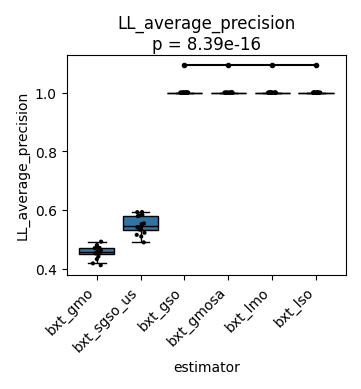 LL_average_precision
p = 8.39e-16
LL_average_precision
1.0
0.8
0.6
0.4
bxt_gmo
bxt_sgso_us
bxt_gso
bxt_gmosa
bxt_lmo
bxt_lso
estimator